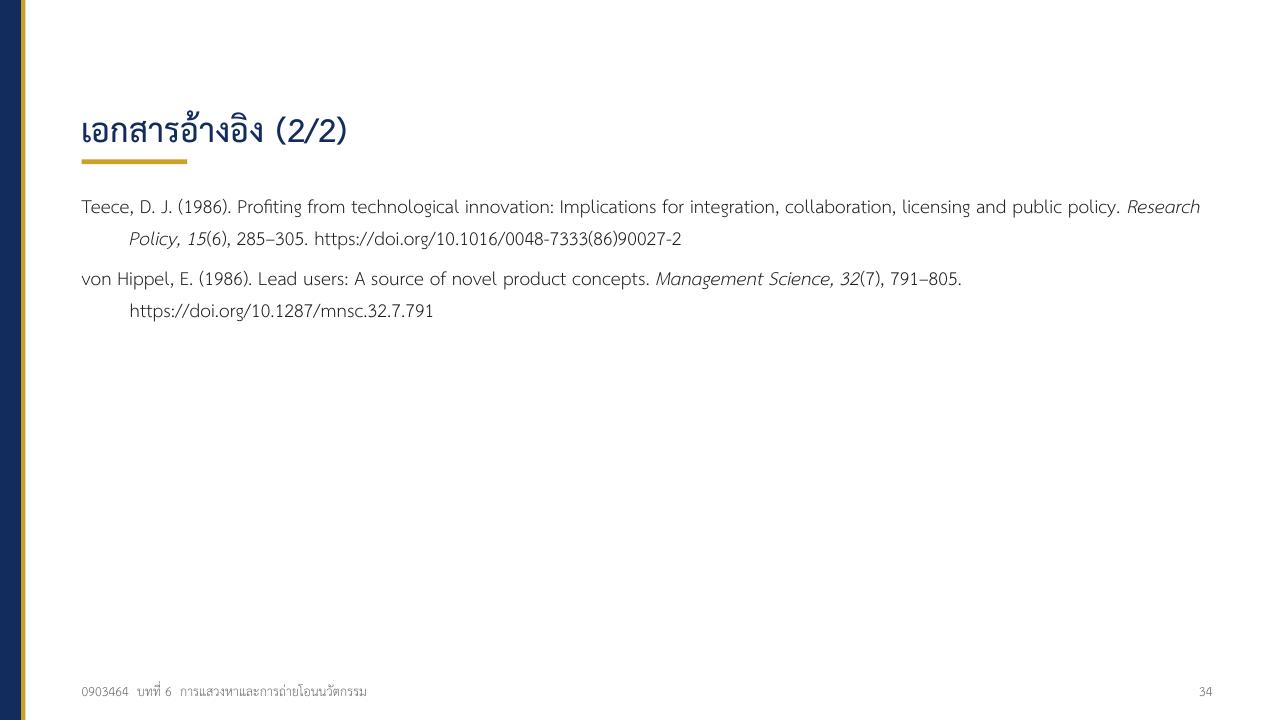 เอกสารอ้างอิง (2/2)
Teece, D. J. (1986). Profiting from technological innovation: Implications for integration, collaboration, licensing and public policy. Research
Policy, 15(6), 285–305. https://doi.org/10.1016/0048-7333(86)90027-2
von Hippel, E. (1986). Lead users: A source of novel product concepts. Management Science, 32(7), 791–805.
https://doi.org/10.1287/mnsc.32.7.791
0903464 บทที่ 6 การแสวงหาและการถ่ายโอนนวัตกรรม
34